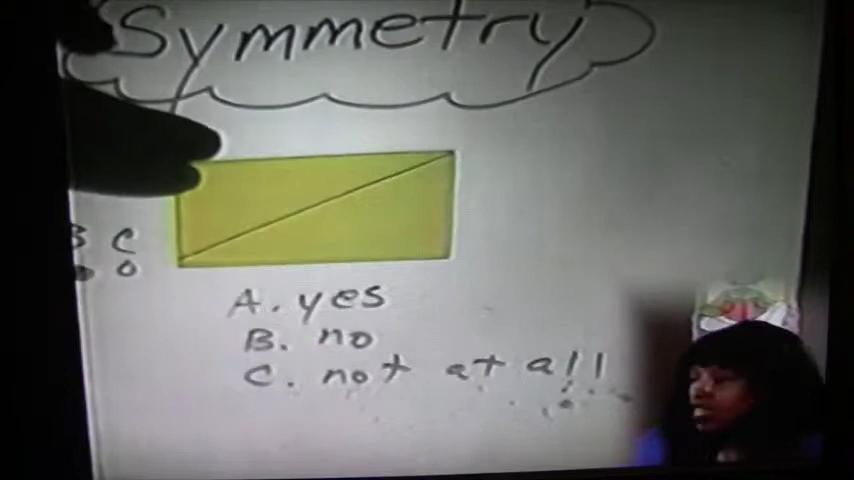 Symmetry
B C
A. yes
B. no
C. not at all